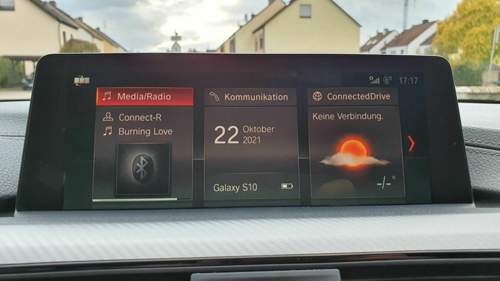 17:17
Media/Radio
Connect-R
Burning Love
Kommunikation
22 Oktober
2021
Galaxy S10
ConnectedDrive
Keine Verbindung.
-/-°